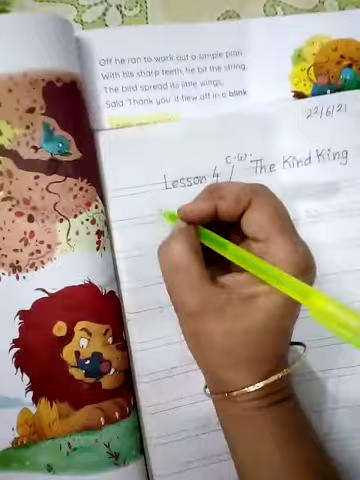 Off he ran to work out a simple plan
With his sharp teeth, he bit the string,
The bird spread its little wings,
Said 'Thank you' it flew off in a blink
22/6/21
C.W.
Lesson 4 / The Kind King